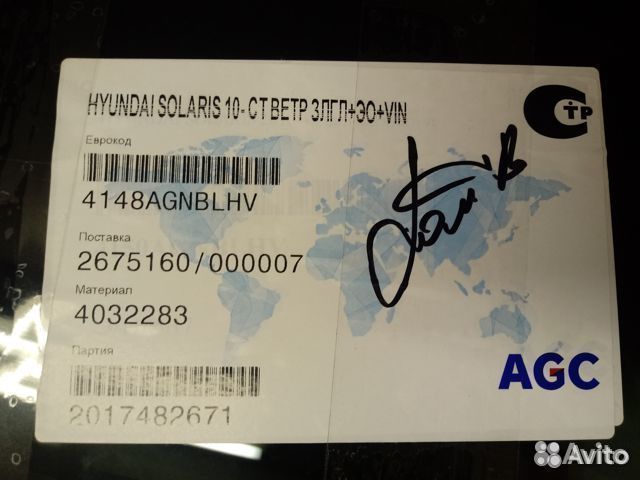 HYUNDAI SOLARIS 10- СТ ВЕТР ЗЛГЛ+ЭО+VIN
Еврокод
4148AGNBLHV
Поставка
2675160/000007
Материал
4032283
Партия
2017482671
СТР
AGC
Avito